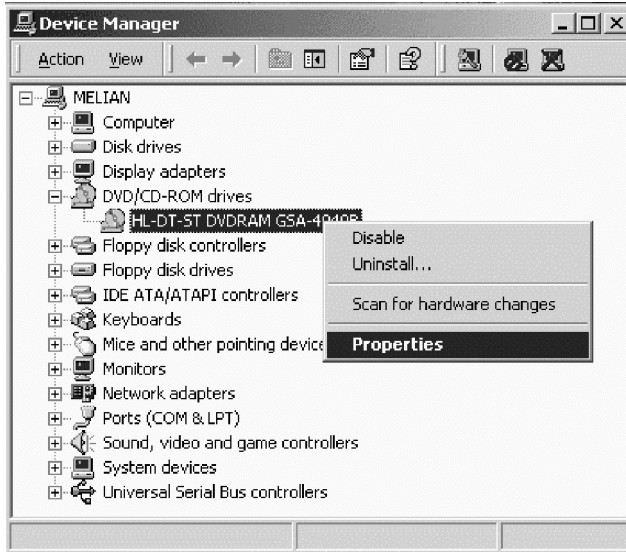 Device Manager
Action View
MELIAN
Computer
Disk drives
Display adapters
DVD/CD-ROM drives
HL-DT-ST DVDRAM
Floppy disk controllers
Floppy disk drives
IDE ATA/ATAPI controllers
Keyboards
Mice and other pointing device
Monitors
Network adapters
Ports (COM & LPT)
Sound, video and game controllers
System devices
Universal Serial Bus controllers
Disable
Uninstall...
Scan for hardware changes
Properties